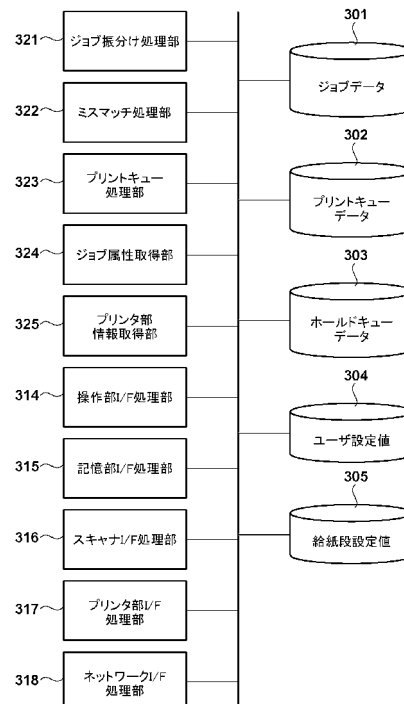 321
ジョブ振分け処理部
322
ミスマッチ処理部
323
プリントキュー
処理部
324
ジョブ属性取得部
325
プリンタ部
情報取得部
314
操作部I/F処理部
315
記憶部I/F処理部
316
スキャナI/F処理部
317
プリンタ部I/F
処理部
318
ネットワークI/F
処理部
301
ジョブデータ
302
プリントキュー
データ
303
ホールドキュー
データ
304
ユーザ設定値
305
給紙段設定値